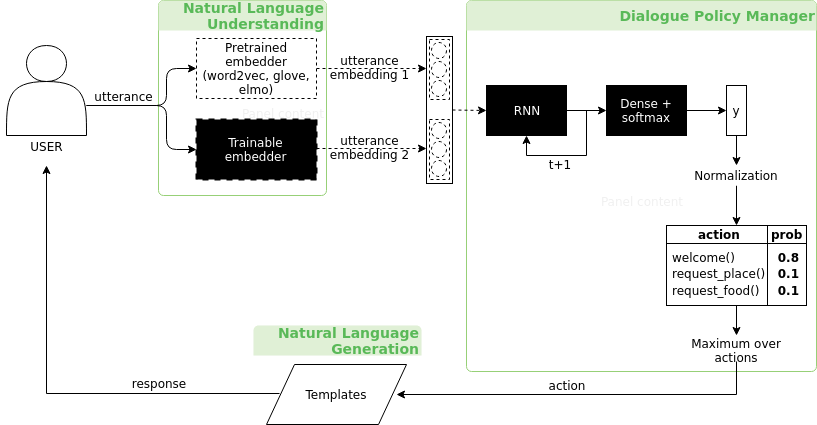 Natural Language
Understanding
Dialogue Policy Manager
Pretrained
embedder
(word2vec, glove,
elmo)
utterance
embedding 1
utterance
USER
Panel content
Trainable
embedder
utterance
embedding 2
RNN
t+1
Dense +
softmax
y
Normalization
Panel content
action prob
welcome() 0.8
request_place() 0.1
request_food() 0.1
Maximum over
actions
Natural Language
Generation
Templates
response
action